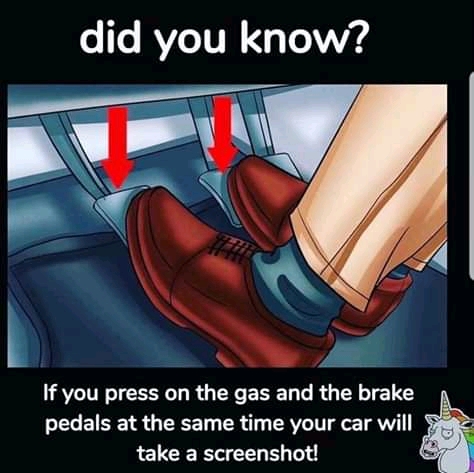 did you know?
If you press on the gas and the brake
pedals at the same time your car will
take a screenshot!